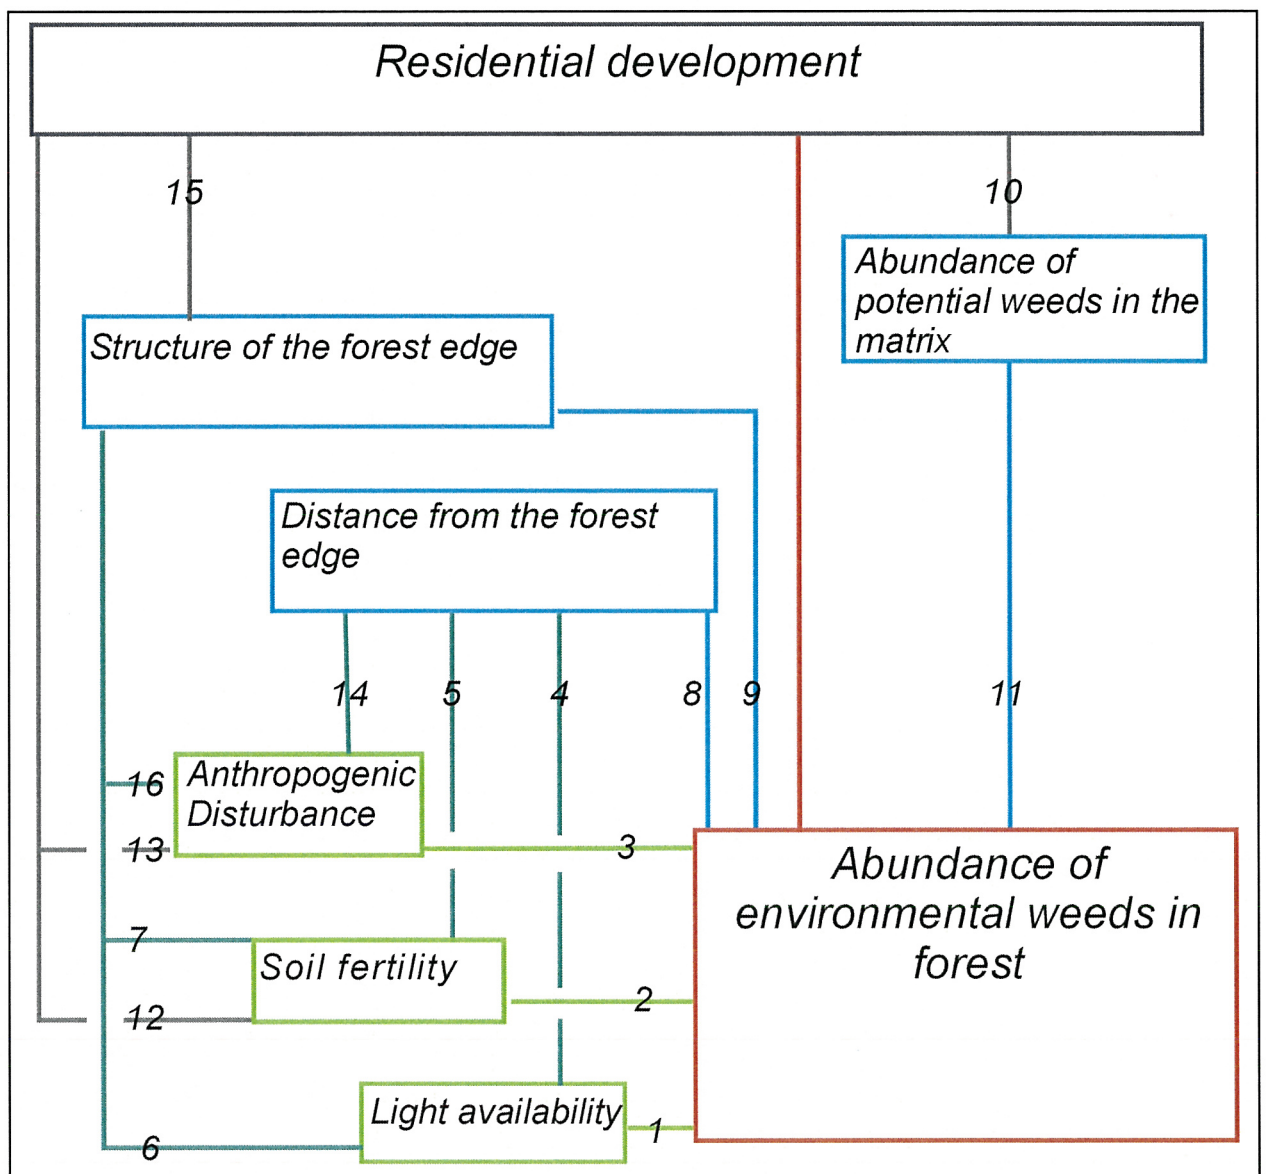 Residential development
15
10
Abundance of
potential weeds in the
matrix
Structure of the forest edge
Distance from the forest
edge
14
5
4
8
9
11
16
Anthropogenic
Disturbance
13
3
Abundance of
environmental weeds in
forest
7
Soil fertility
2
12
Light availability
1
6